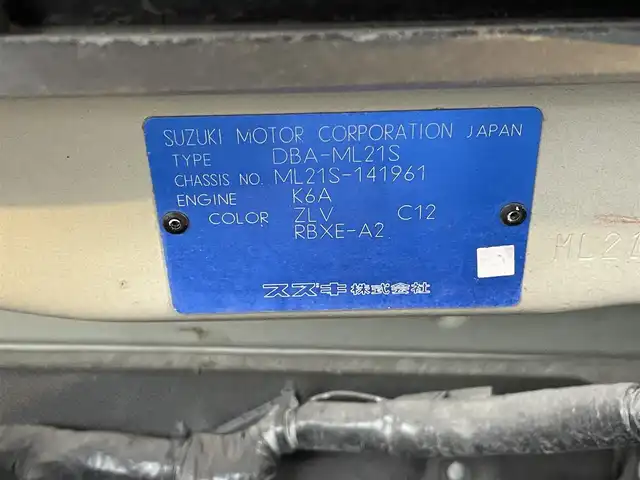 SUZUKI MOTOR CORPORATION JAPAN
TYPE DBA-ML21S
CHASSIS NO. ML21S-141961
ENGINE K6A
COLOR ZLV C12
RBXE-A2
スズキ株式会社
ML21